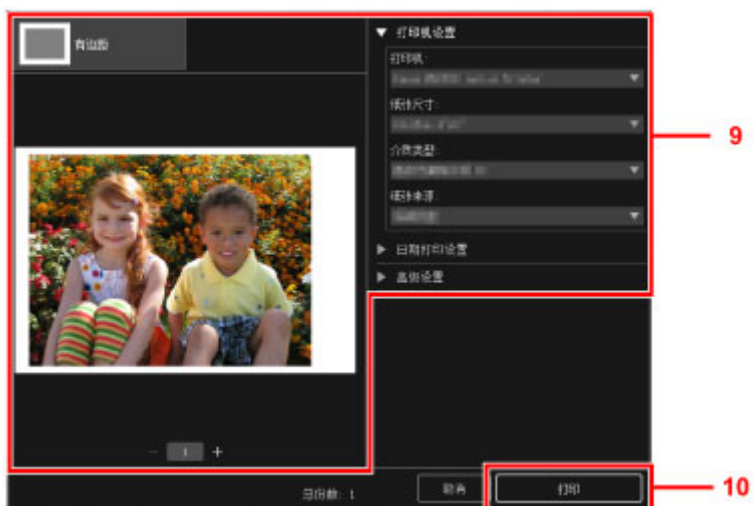 有边距
打印机设置
打印机:
纸张尺寸:
介质类型:
纸张来源:
日期打印设置
高级设置
9
- 1 +
总份数: 1
取消
打印
10